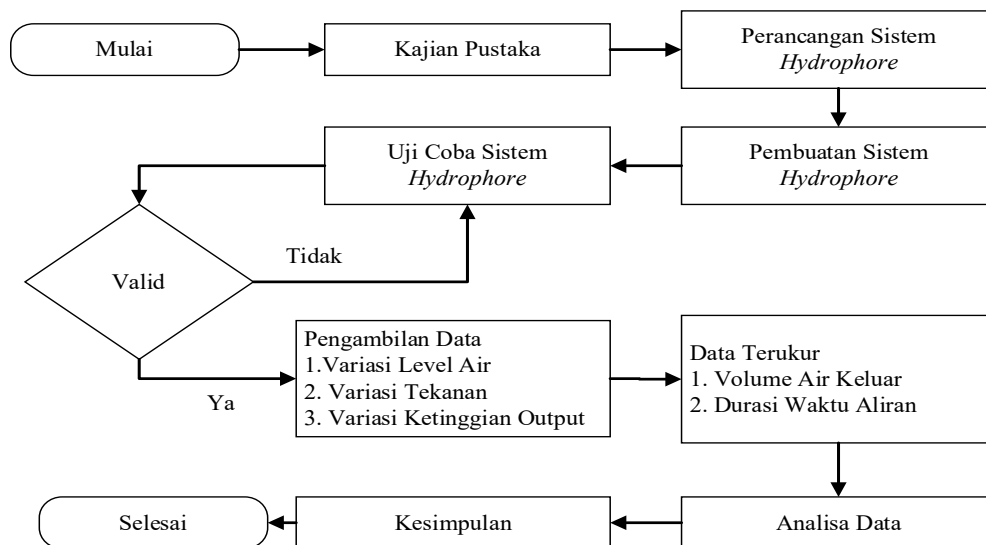 Mulai
Kajian Pustaka
Perancangan Sistem
Hydrophore
Pembuatan Sistem
Hydrophore
Uji Coba Sistem
Hydrophore
Valid
Tidak
Ya
Pengambilan Data
1.Variasi Level Air
2. Variasi Tekanan
3. Variasi Ketinggian Output
Data Terukur
1. Volume Air Keluar
2. Durasi Waktu Aliran
Analisa Data
Kesimpulan
Selesai